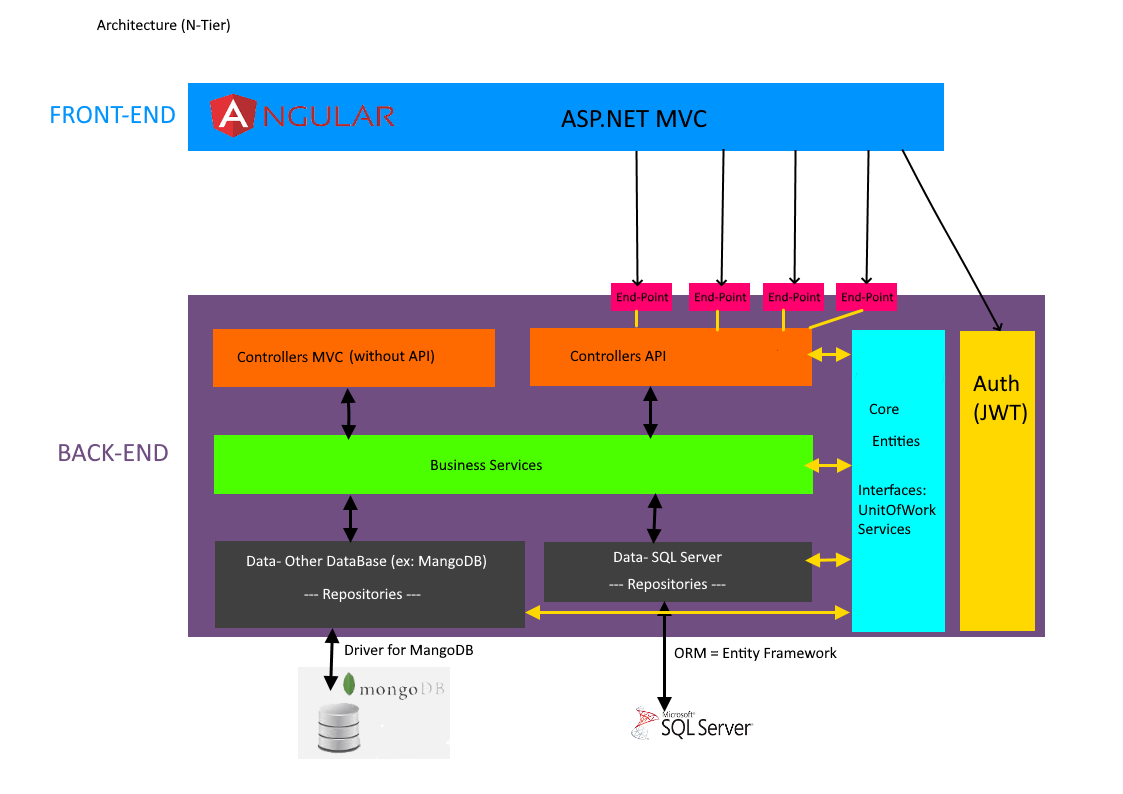 Architecture (N-Tier)
FRONT-END
ANGULAR
ASP.NET MVC
End-Point
End-Point
End-Point
End-Point
Controllers MVC (without API)
Controllers API
Auth
(JWT)
Core
Entities
BACK-END
Business Services
Interfaces:
UnitOfWork
Services
Data- Other DataBase (ex: MangoDB)
--- Repositories ---
Data- SQL Server
--- Repositories ---
Driver for MangoDB
ORM = Entity Framework
mongoDB
Microsoft
SQL Server